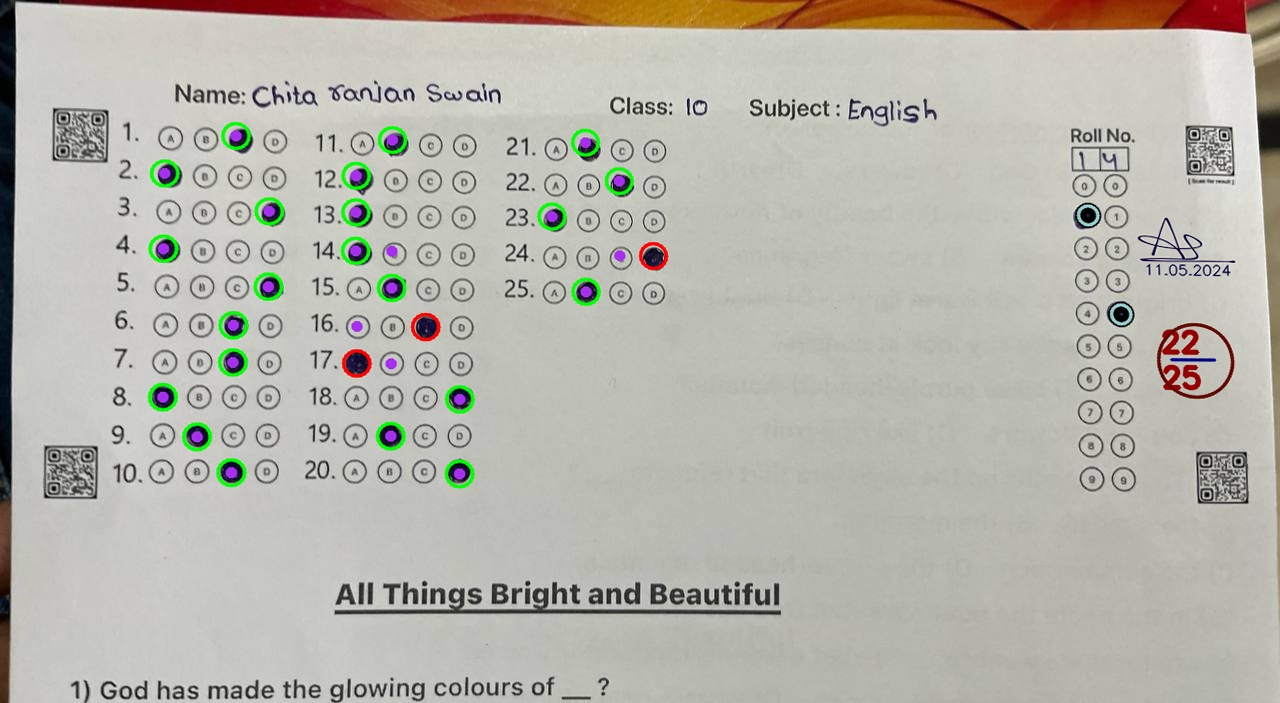 Name: Chita ranjan Swain
Class: 10
Subject : English
1. A B D
2. B C D
3. A B C
4. B C D
5. A B C
6. A B D
7. A B D
8. B C D
9. A C D
10. A B D
11. A C D
12. B C D
13. B C D
14. C D
15. A C D
16. B D
17. C D
18. A B C
19. A C D
20. A B C
21. A C D
22. A B D
23. B C D
24. A B
25. A C D
Roll No.
1 4
0 0
1
2 2
3 3
4
5 5
6 6
7 7
8 8
9 9
[ Scan for result ]
As
11.05.2024
22
25
All Things Bright and Beautiful
1) God has made the glowing colours of __ ?